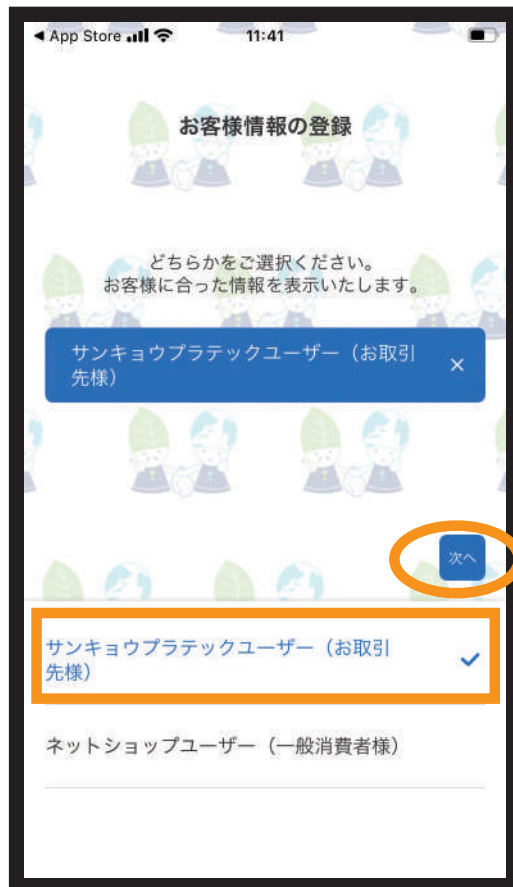 ◀ App Store 11:41
お客様情報の登録
どちらかをご選択ください。
お客様に合った情報を表示いたします。
サンキョウプラテックユーザー（お取引
先様）
×
次へ
サンキョウプラテックユーザー（お取引
先様）
ネットショップユーザー（一般消費者様）